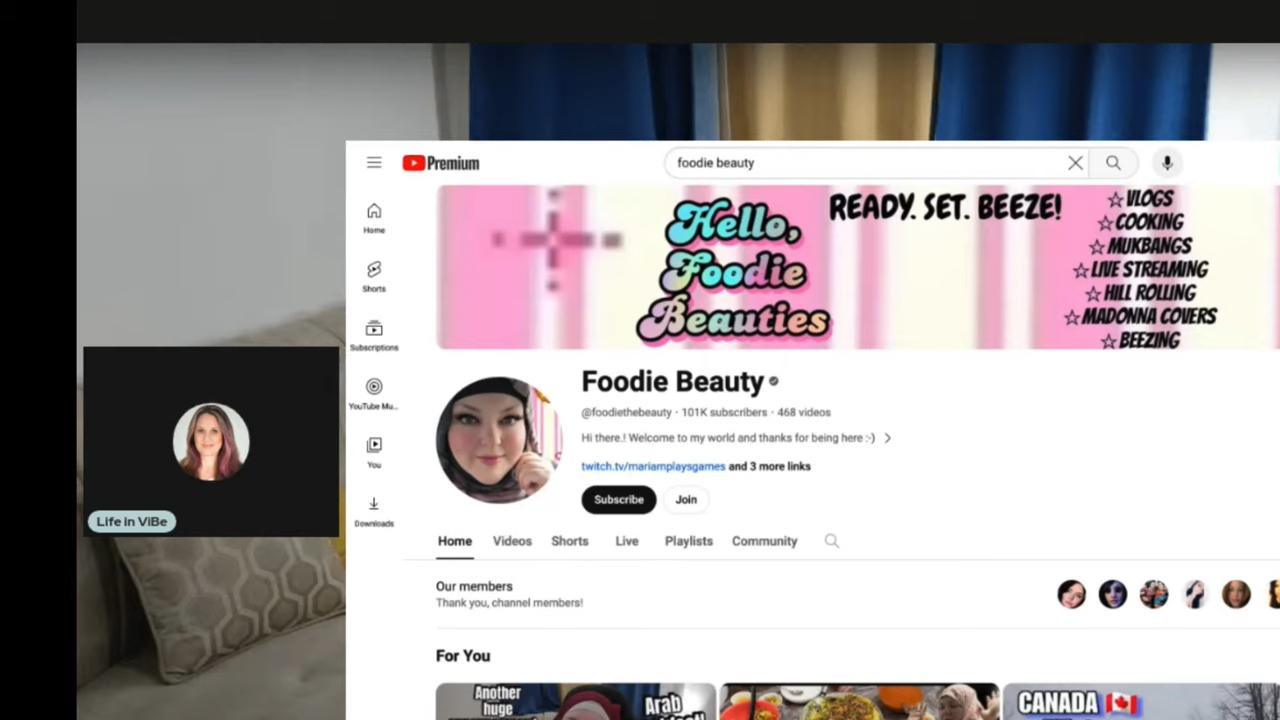 Premium
foodie beauty
Home
Shorts
Subscriptions
YouTube Mu...
You
Downloads
Hello,
Foodie
Beauties
READY. SET. BEEZE!
☆ VLOGS
☆ COOKING
☆ MUKBANGS
☆ LIVE STREAMING
☆ HILL ROLLING
☆ MADONNA COVERS
☆ BEEZING
Foodie Beauty
@foodiethebeauty · 101K subscribers · 468 videos
Hi there.! Welcome to my world and thanks for being here :-)
twitch.tv/mariamplaysgames and 3 more links
Subscribe Join
Home Videos Shorts Live Playlists Community
Our members
Thank you, channel members!
For You
Another
huge
Arab
CANADA
Life in ViBe